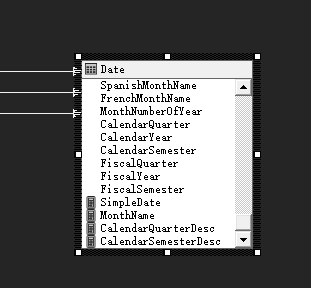 Date
SpanishMonthName
FrenchMonthName
MonthNumberOfYear
CalendarQuarter
CalendarYear
CalendarSemester
FiscalQuarter
FiscalYear
FiscalSemester
SimpleDate
MonthName
CalendarQuarterDesc
CalendarSemesterDesc